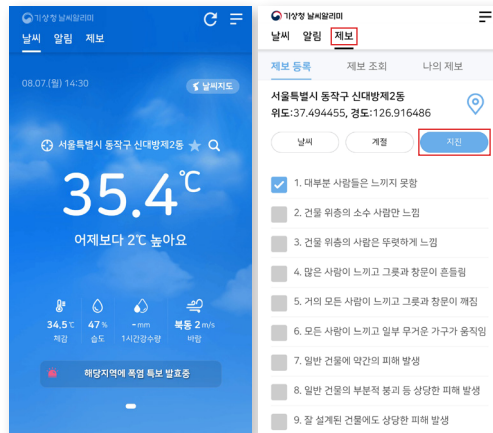 기상청 날씨알리미
날씨 알림 제보
08.07.(월) 14:30
날씨지도
서울특별시 동작구 신대방제2동
35.4℃
어제보다 2℃ 높아요
34.5℃ 47% -mm 북동 2m/s
체감 습도 1시간강수량 바람
해당지역에 폭염 특보 발효중
기상청 날씨알리미
날씨 알림 제보
제보 등록 제보 조회 나의 제보
서울특별시 동작구 신대방제2동
위도:37.494455, 경도:126.916486
날씨 계절 지진
1. 대부분 사람들은 느끼지 못함
2. 건물 위층의 소수 사람만 느낌
3. 건물 위층의 사람은 뚜렷하게 느낌
4. 많은 사람이 느끼고 그릇과 창문이 흔들림
5. 거의 모든 사람이 느끼고 그릇과 창문이 깨짐
6. 모든 사람이 느끼고 일부 무거운 가구가 움직임
7. 일반 건물에 약간의 피해 발생
8. 일반 건물의 부분적 붕괴 등 상당한 피해 발생
9. 잘 설계된 건물에도 상당한 피해 발생